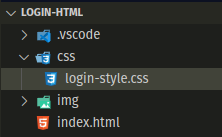 LOGIN-HTML
.vscode
css
login-style.css
img
index.html